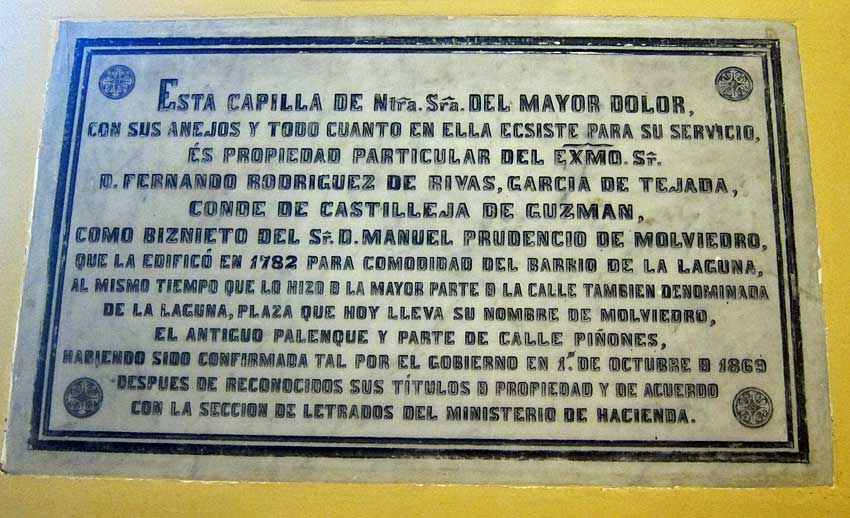 ESTA CAPILLA DE Ntra. Sra. DEL MAYOR DOLOR,
CON SUS ANEJOS Y TODO CUANTO EN ELLA ECSISTE PARA SU SERVICIO,
ÉS PROPIEDAD PARTICULAR DEL EXMO. Sr.
D. FERNANDO RODRIGUEZ DE RIVAS, GARCIA DE TEJADA,
CONDE DE CASTILLEJA DE GUZMAN,
COMO BIZNIETO DEL Sr. D. MANUEL PRUDENCIO DE MOLVIEDRO,
QUE LA EDIFICÓ EN 1782 PARA COMODIDAD DEL BARRIO DE LA LAGUNA,
AL MISMO TIEMPO QUE LO HIZO D LA MAYOR PARTE D LA CALLE TAMBIEN DENOMINADA
DE LA LAGUNA, PLAZA QUE HOY LLEVA SU NOMBRE DE MOLVIEDRO,
EL ANTIGUO PALENQUE Y PARTE DE CALLE PIÑONES,
HABIENDO SIDO CONFIRMADA TAL POR EL GOBIERNO EN 1º. DE OCTUBRE D 1869
DESPUES DE RECONOCIDOS SUS TÍTULOS D PROPIEDAD Y DE ACUERDO
CON LA SECCION DE LETRADOS DEL MINISTERIO DE HACIENDA.